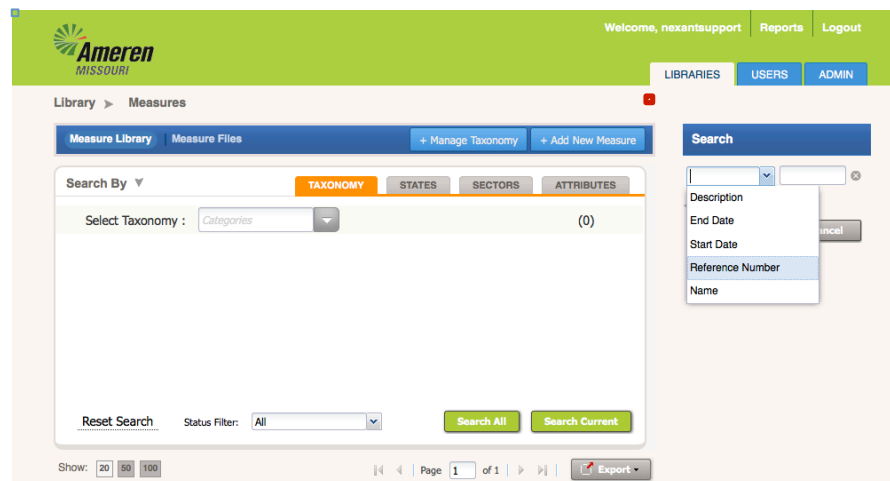 Welcome, nexantsupport Reports Logout
Ameren
MISSOURI
LIBRARIES USERS ADMIN
Library Measures
Measure Library Measure Files + Manage Taxonomy + Add New Measure Search
Search By TAXONOMY STATES SECTORS ATTRIBUTES
Select Taxonomy : Categories (0)
Description
End Date
Start Date
Reference Number
Name
Reset Search Status Filter: All Search All Search Current
Show: 20 50 100 Page 1 of 1 Export